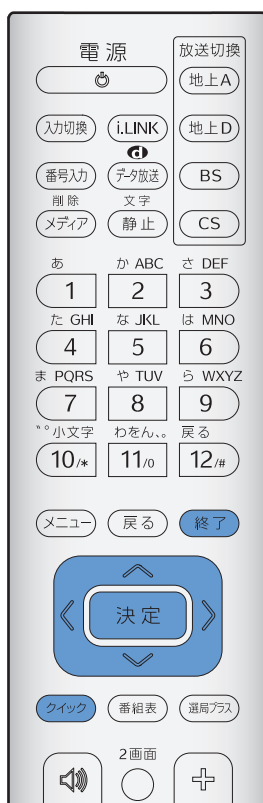 電源 放送切換
地上A
入力切換 i.LINK 地上D
d
番号入力 データ放送 BS
削除 文字
メディア 静止 CS
あ か ABC さ DEF
1 2 3
た GHI な JKL は MNO
4 5 6
ま PQRS や TUV ら WXYZ
7 8 9
゛゜小文字 わをん、。 戻る
10/* 11/0 12/#
メニュー 戻る 終了
決定
クイック 番組表 選局プラス
2画面
+